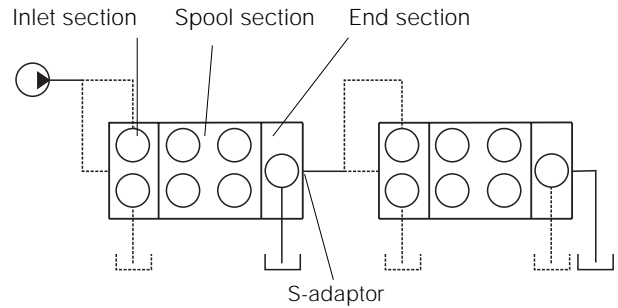 Inlet section
Spool section
End section
S-adaptor